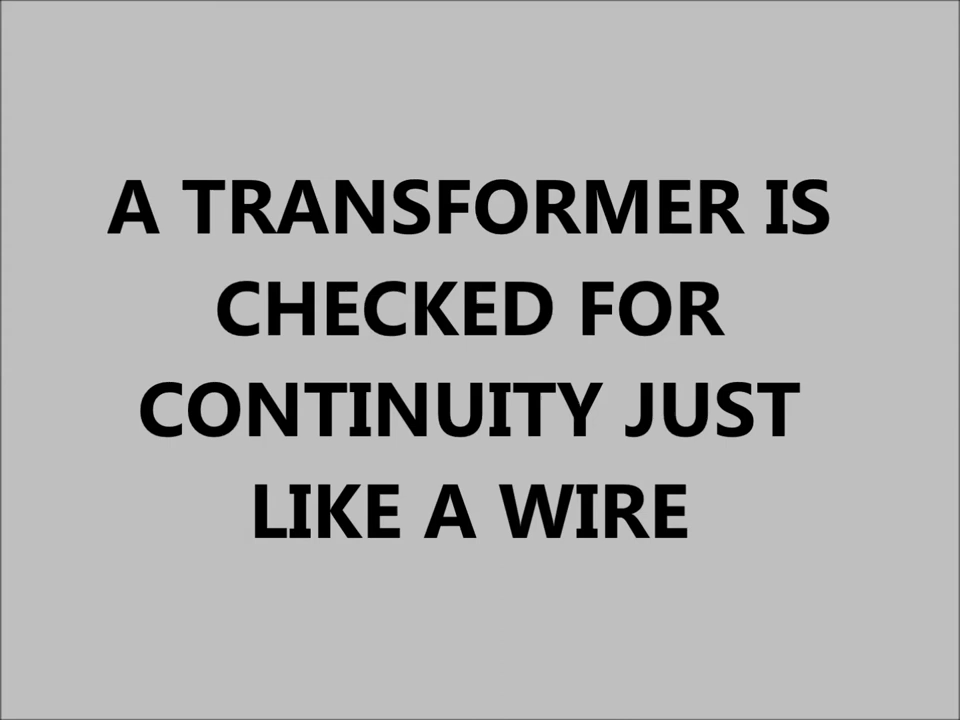 A TRANSFORMER IS
CHECKED FOR
CONTINUITY JUST
LIKE A WIRE